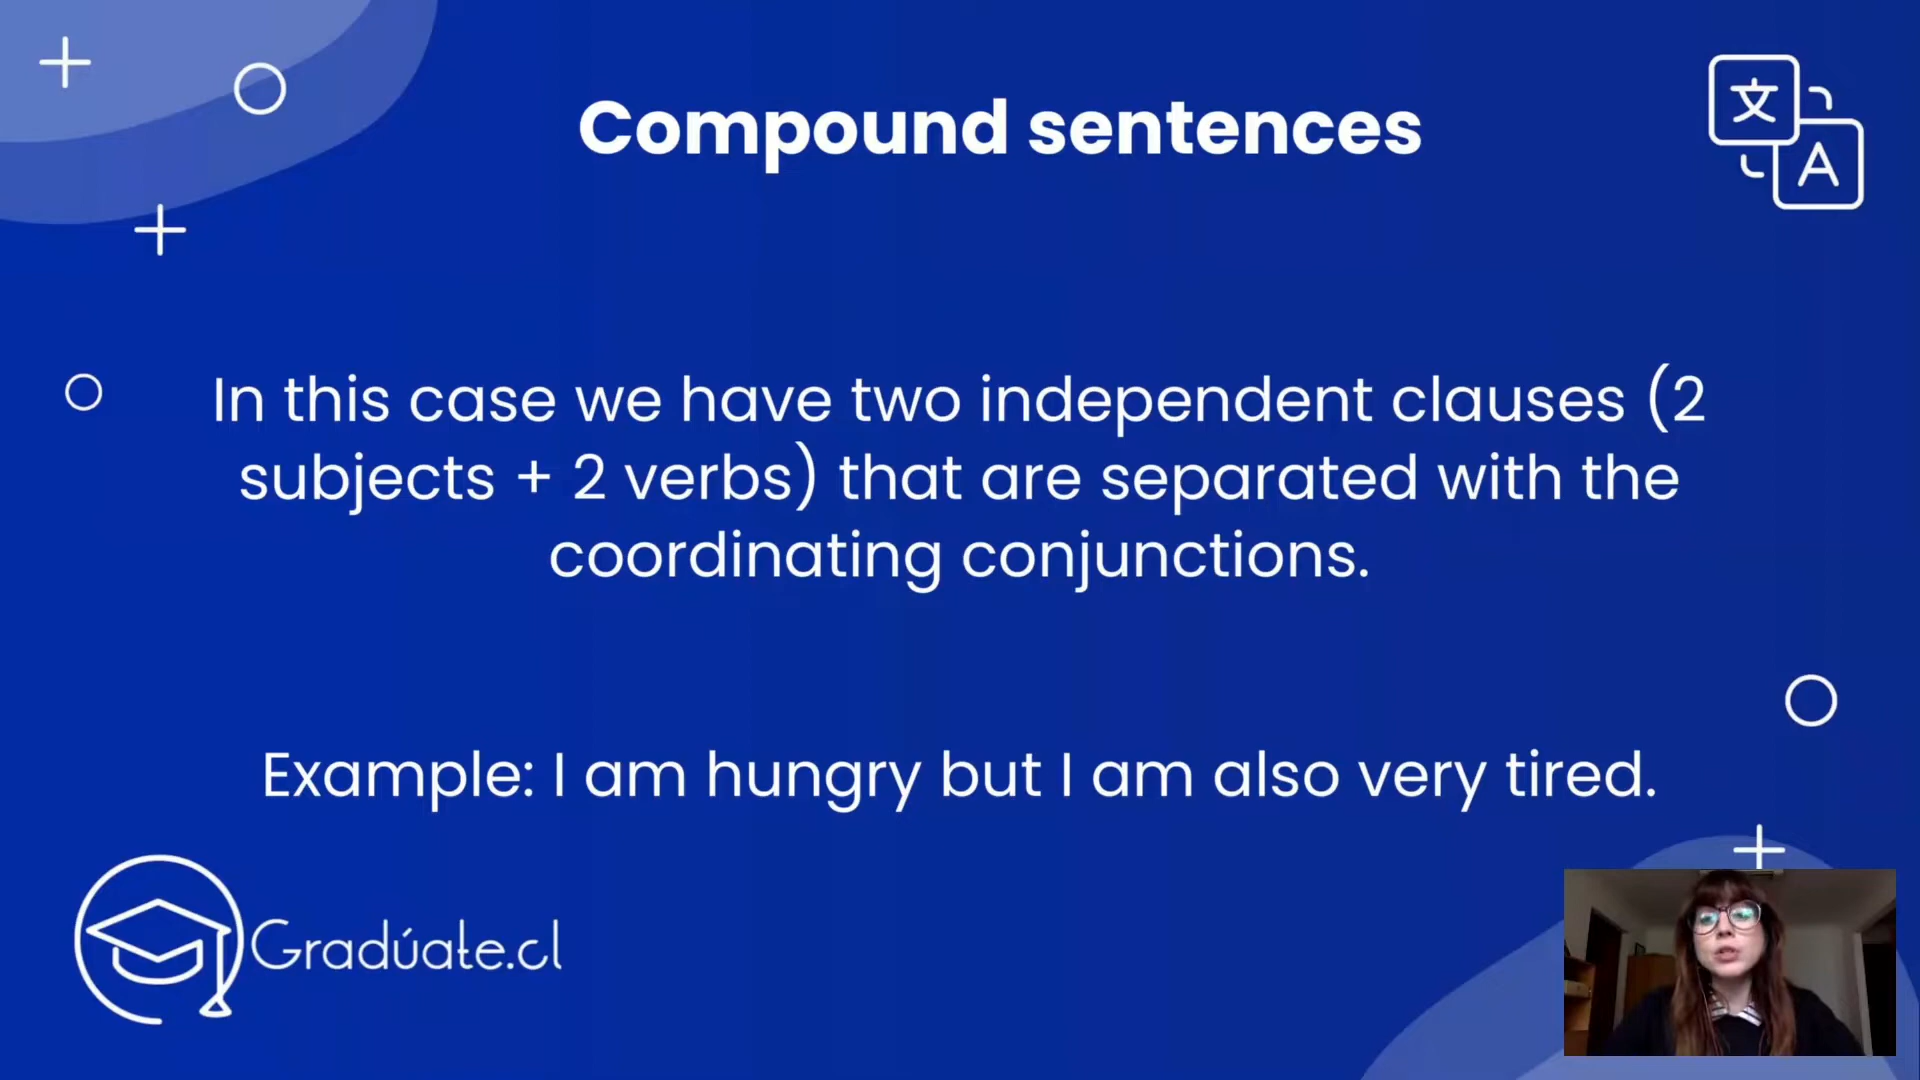 Compound sentences
文
A
In this case we have two independent clauses (2
subjects + 2 verbs) that are separated with the
coordinating conjunctions.
Example: I am hungry but I am also very tired.
Gradúate.cl